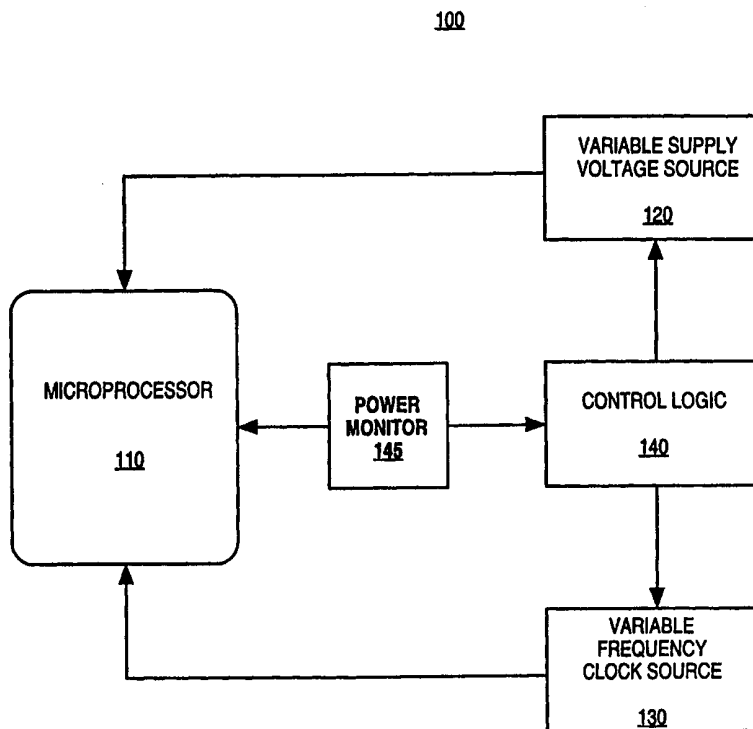 100
VARIABLE SUPPLY
VOLTAGE SOURCE
120
MICROPROCESSOR
110
POWER
MONITOR
145
CONTROL LOGIC
140
VARIABLE
FREQUENCY
CLOCK SOURCE
130